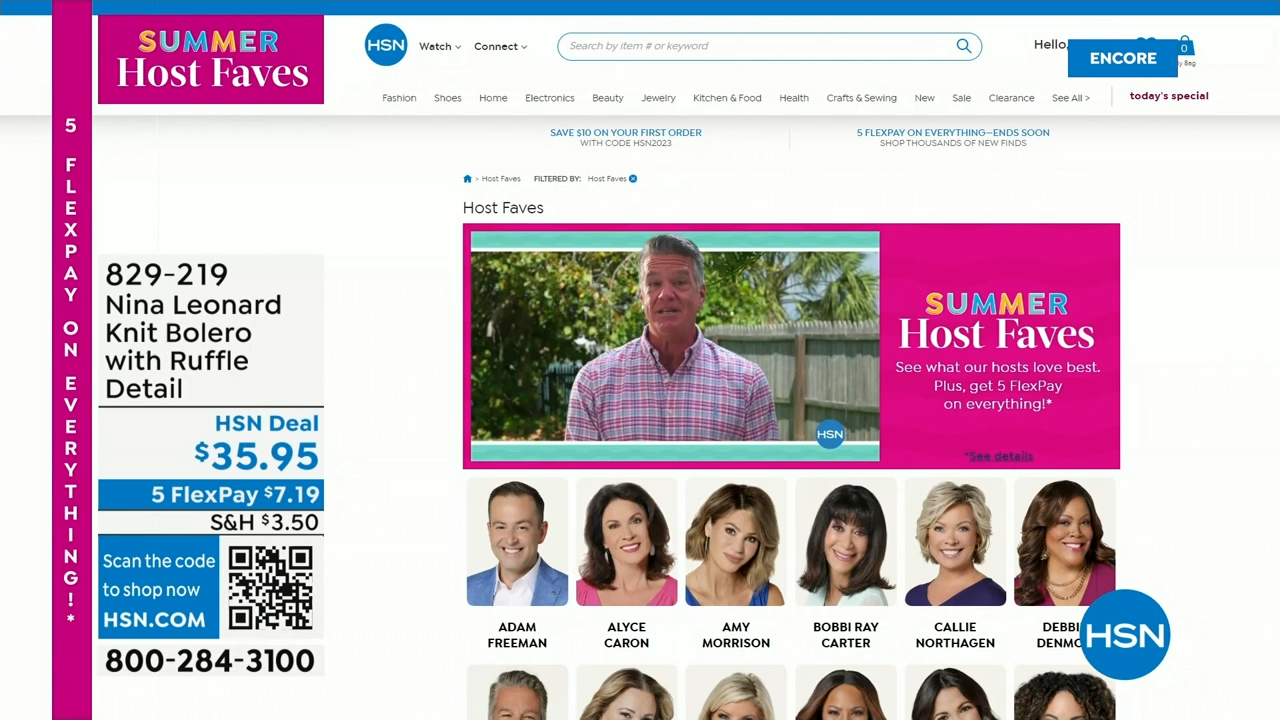 SUMMER
Host Faves
HSN
Watch
Connect
Search by item # or keyword
Hello,
ENCORE
0
Bag
Fashion
Shoes
Home
Electronics
Beauty
Jewelry
Kitchen & Food
Health
Crafts & Sewing
New
Sale
Clearance
See All >
today's special
5 FLEXPAY ON EVERYTHING!*
SAVE $10 ON YOUR FIRST ORDER
WITH CODE HSN2023
5 FLEXPAY ON EVERYTHING—ENDS SOON
SHOP THOUSANDS OF NEW FINDS
> Host Faves
FILTERED BY: Host Faves
Host Faves
829-219
Nina Leonard
Knit Bolero
with Ruffle
Detail
HSN Deal
$35.95
5 FlexPay $7.19
S&H $3.50
Scan the code
to shop now
HSN.COM
800-284-3100
HSN
SUMMER
Host Faves
See what our hosts love best.
Plus, get 5 FlexPay
on everything!*
*See details
ADAM
FREEMAN
ALYCE
CARON
AMY
MORRISON
BOBBI RAY
CARTER
CALLIE
NORTHAGEN
DEBBI
DENMO
HSN